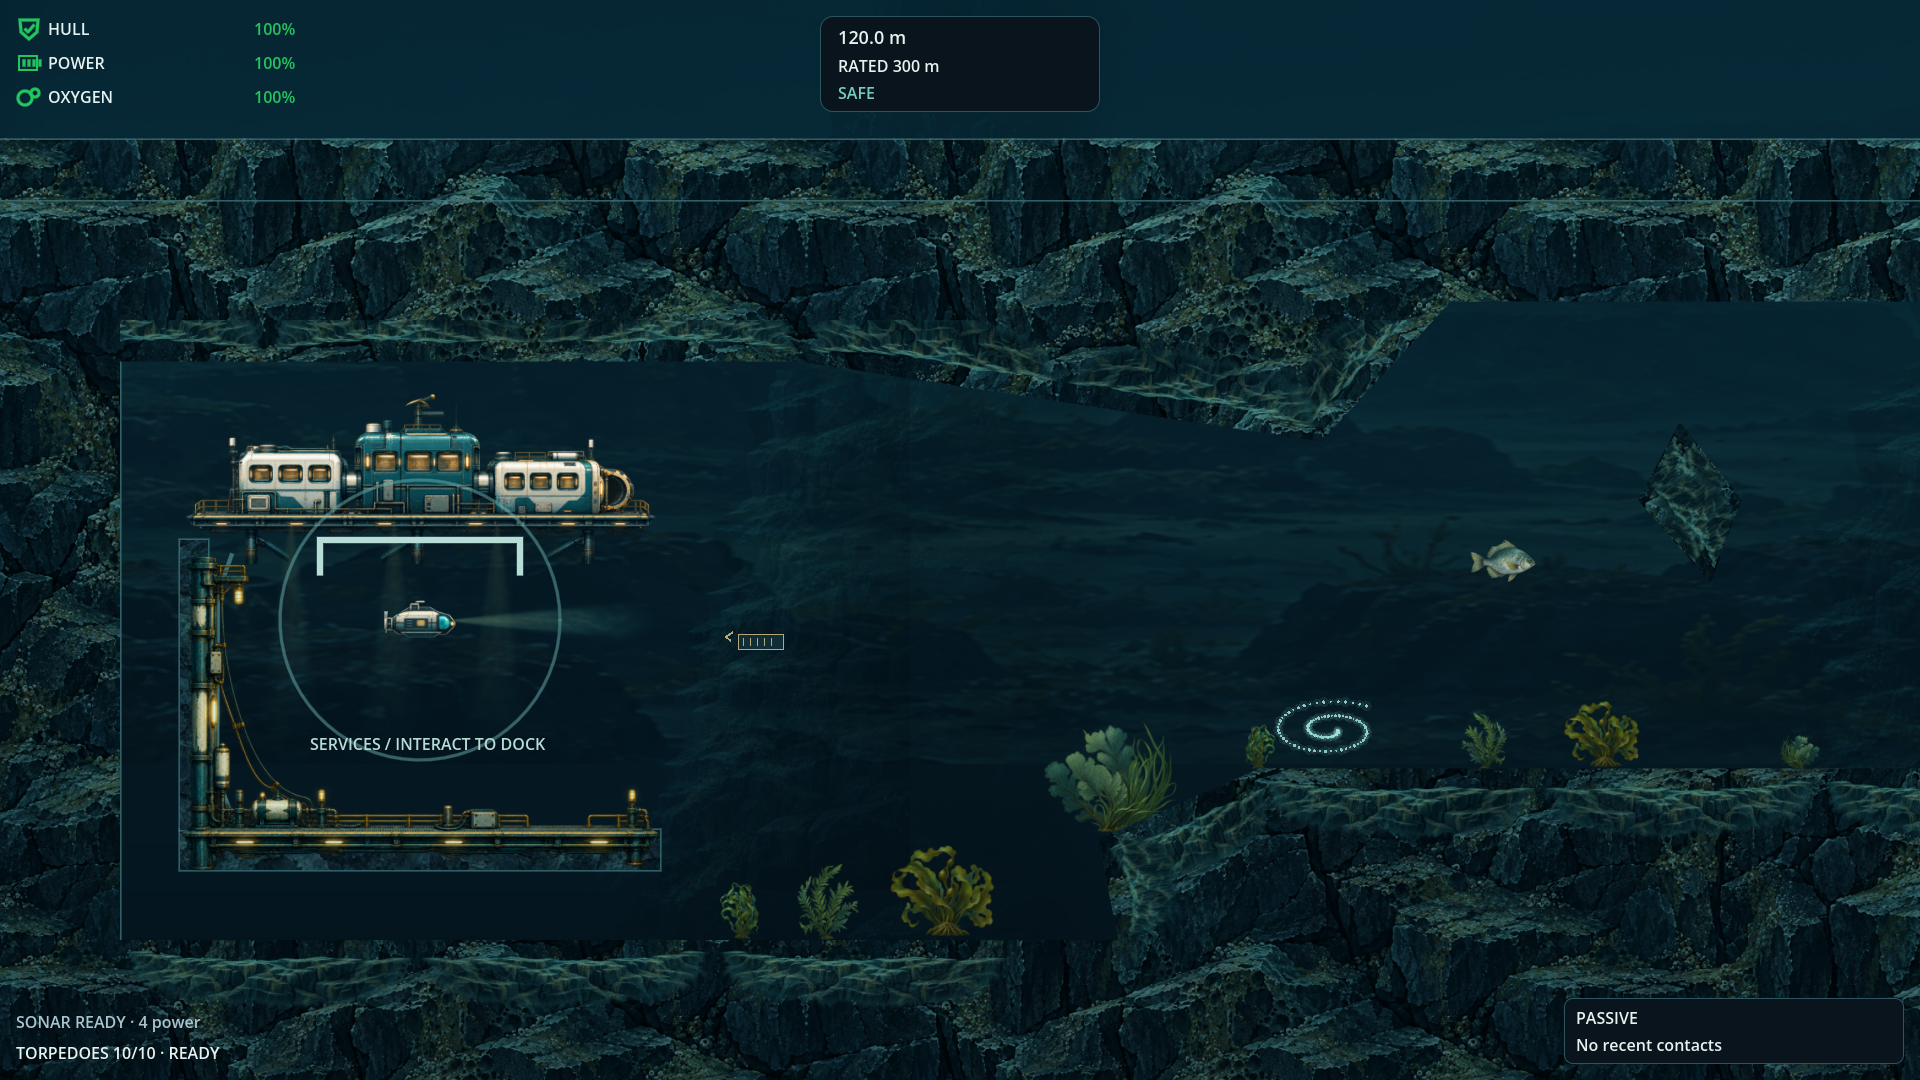 HULL 100%
POWER 100%
OXYGEN 100%
120.0 m
RATED 300 m
SAFE
SERVICES / INTERACT TO DOCK
SONAR READY · 4 power
TORPEDOES 10/10 · READY
PASSIVE
No recent contacts